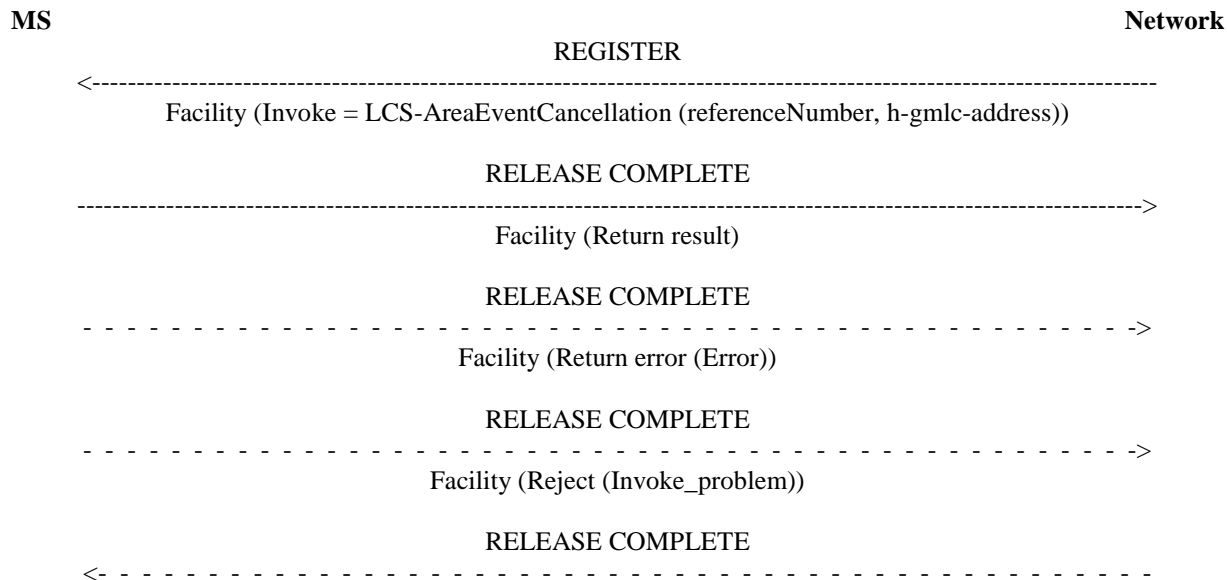 MS Network
REGISTER
<------------------------------------------------------------------------------------------------------------------------
Facility (Invoke = LCS-AreaEventCancellation (referenceNumber, h-gmlc-address))
RELEASE COMPLETE
------------------------------------------------------------------------------------------------------------------------>
Facility (Return result)
RELEASE COMPLETE
- - - - - - - - - - - - - - - - - - - - - - - - - - - - - - - - - - - - - - - - - - - - - - - ->
Facility (Return error (Error))
RELEASE COMPLETE
- - - - - - - - - - - - - - - - - - - - - - - - - - - - - - - - - - - - - - - - - - - - - - - ->
Facility (Reject (Invoke_problem))
RELEASE COMPLETE
<- - - - - - - - - - - - - - - - - - - - - - - - - - - - - - - - - - - - - - - - - - - - - - - -